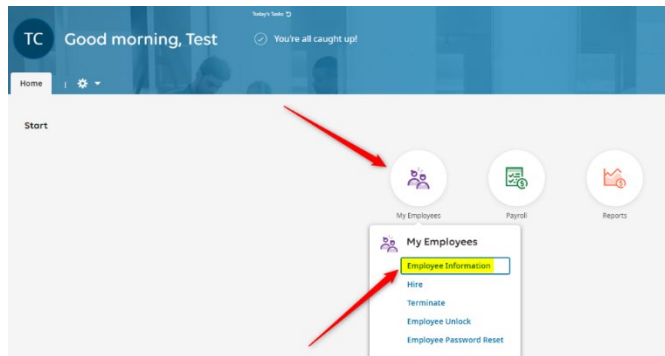 Today's Tasks
TC
Good morning, Test
You're all caught up!
Home
Start
My Employees
Payroll
Reports
My Employees
Employee Information
Hire
Terminate
Employee Unlock
Employee Password Reset